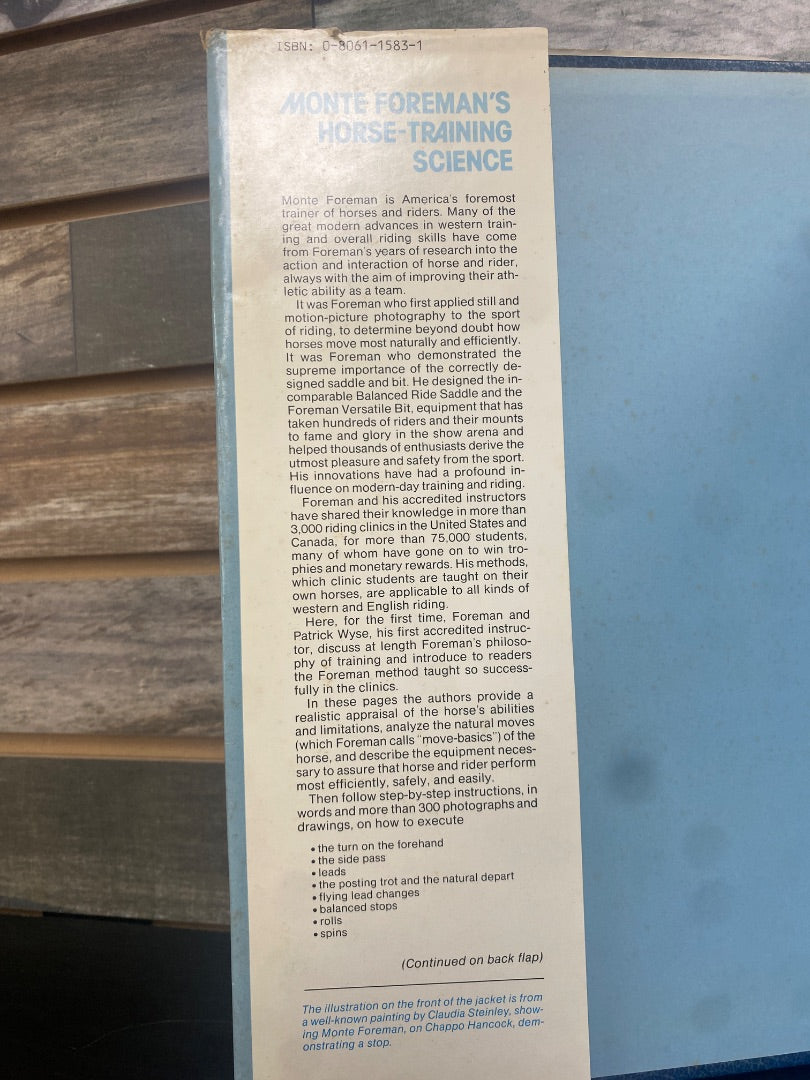 ISBN: 0-8061-1583-1
MONTE FOREMAN'S
HORSE-TRAINING
SCIENCE
Monte Foreman is America's foremost
trainer of horses and riders. Many of the
great modern advances in western train-
ing and overall riding skills have come
from Foreman's years of research into the
action and interaction of horse and rider,
always with the aim of improving their ath-
letic ability as a team.
It was Foreman who first applied still and
motion-picture photography to the sport
of riding, to determine beyond doubt how
horses move most naturally and efficiently.
It was Foreman who demonstrated the
supreme importance of the correctly de-
signed saddle and bit. He designed the in-
comparable Balanced Ride Saddle and the
Foreman Versatile Bit, equipment that has
taken hundreds of riders and their mounts
to fame and glory in the show arena and
helped thousands of enthusiasts derive the
utmost pleasure and safety from the sport.
His innovations have had a profound in-
fluence on modern-day training and riding.
Foreman and his accredited instructors
have shared their knowledge in more than
3,000 riding clinics in the United States and
Canada, for more than 75,000 students,
many of whom have gone on to win tro-
phies and monetary rewards. His methods,
which clinic students are taught on their
own horses, are applicable to all kinds of
western and English riding.
Here, for the first time, Foreman and
Patrick Wyse, his first accredited instruc-
tor, discuss at length Foreman's philoso-
phy of training and introduce to readers
the Foreman method taught so success-
fully in the clinics.
In these pages the authors provide a
realistic appraisal of the horse's abilities
and limitations, analyze the natural moves
(which Foreman calls "move-basics") of the
horse, and describe the equipment neces-
sary to assure that horse and rider perform
most efficiently, safely, and easily.
Then follow step-by-step instructions, in
words and more than 300 photographs and
drawings, on how to execute
• the turn on the forehand
• the side pass
• leads
• the posting trot and the natural depart
• flying lead changes
• balanced stops
• rolls
• spins
(Continued on back flap)
The illustration on the front of the jacket is from
a well-known painting by Claudia Steinley, show-
ing Monte Foreman, on Chappo Hancock, dem-
onstrating a stop.